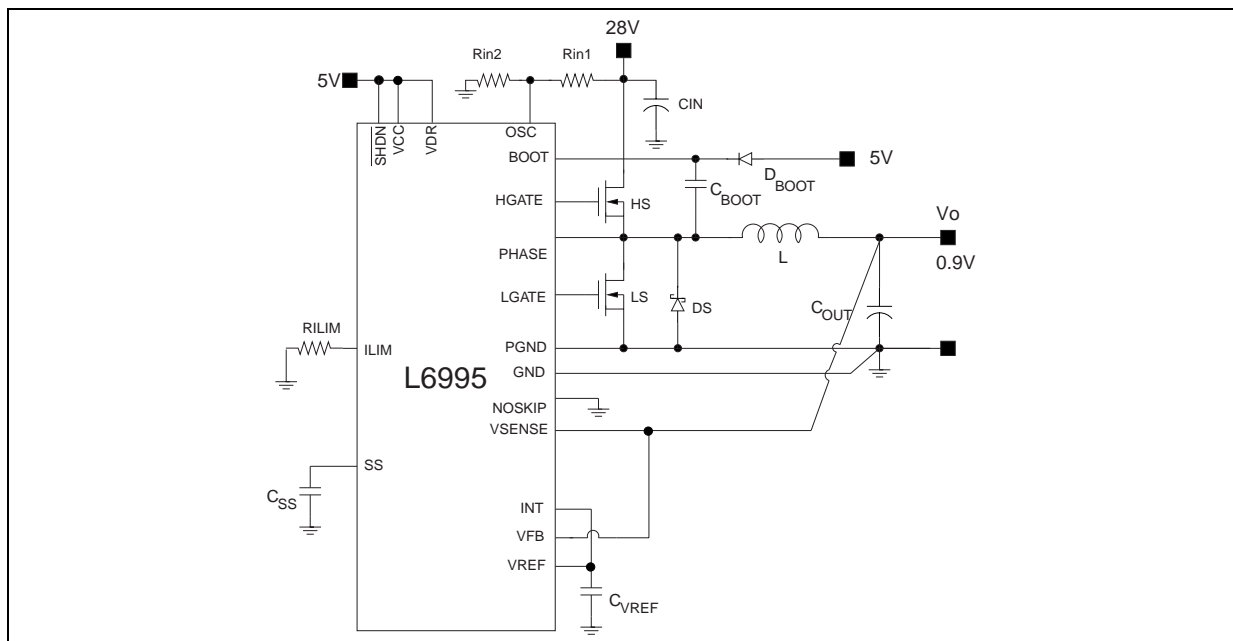 28V
Rin2
Rin1
5V
CIN
SHDN
VCC
VDR
OSC
BOOT
5V
DBOOT
CBOOT
HGATE
HS
Vo
PHASE
L
0.9V
LGATE
LS
DS
COUT
RILIM
ILIM
PGND
L6995
GND
NOSKIP
VSENSE
SS
CSS
INT
VFB
VREF
CVREF